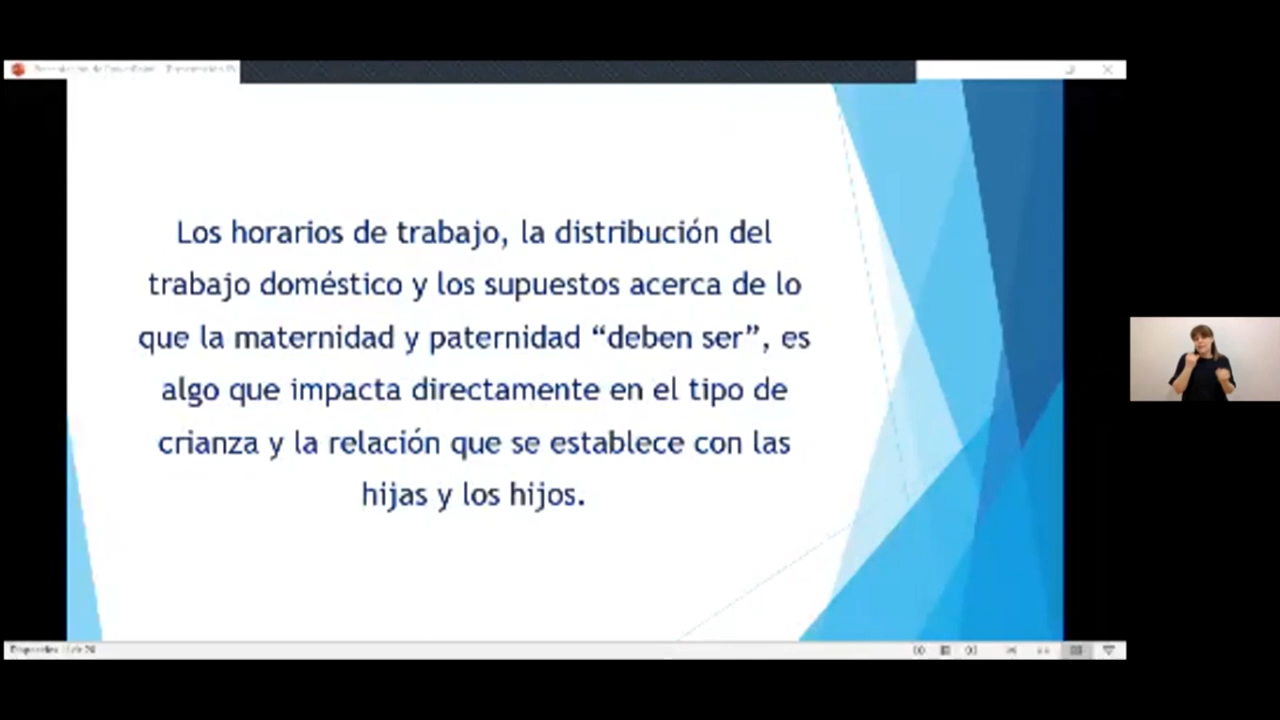 Los horarios de trabajo, la distribución del
trabajo doméstico y los supuestos acerca de lo
que la maternidad y paternidad “deben ser”, es
algo que impacta directamente en el tipo de
crianza y la relación que se establece con las
hijas y los hijos.